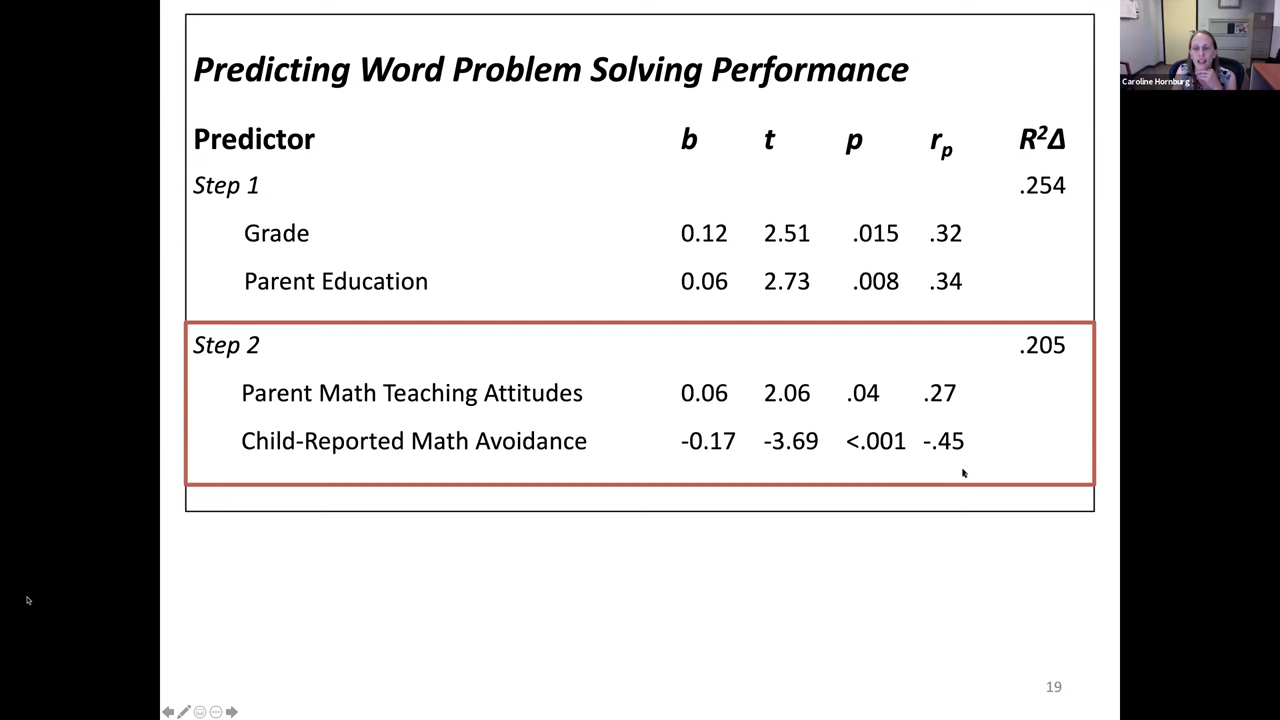 Predicting Word Problem Solving Performance
Predictor b t p rp R²Δ
Step 1 .254
Grade 0.12 2.51 .015 .32
Parent Education 0.06 2.73 .008 .34
Step 2 .205
Parent Math Teaching Attitudes 0.06 2.06 .04 .27
Child-Reported Math Avoidance -0.17 -3.69 <.001 -.45
19
Caroline Hornburg